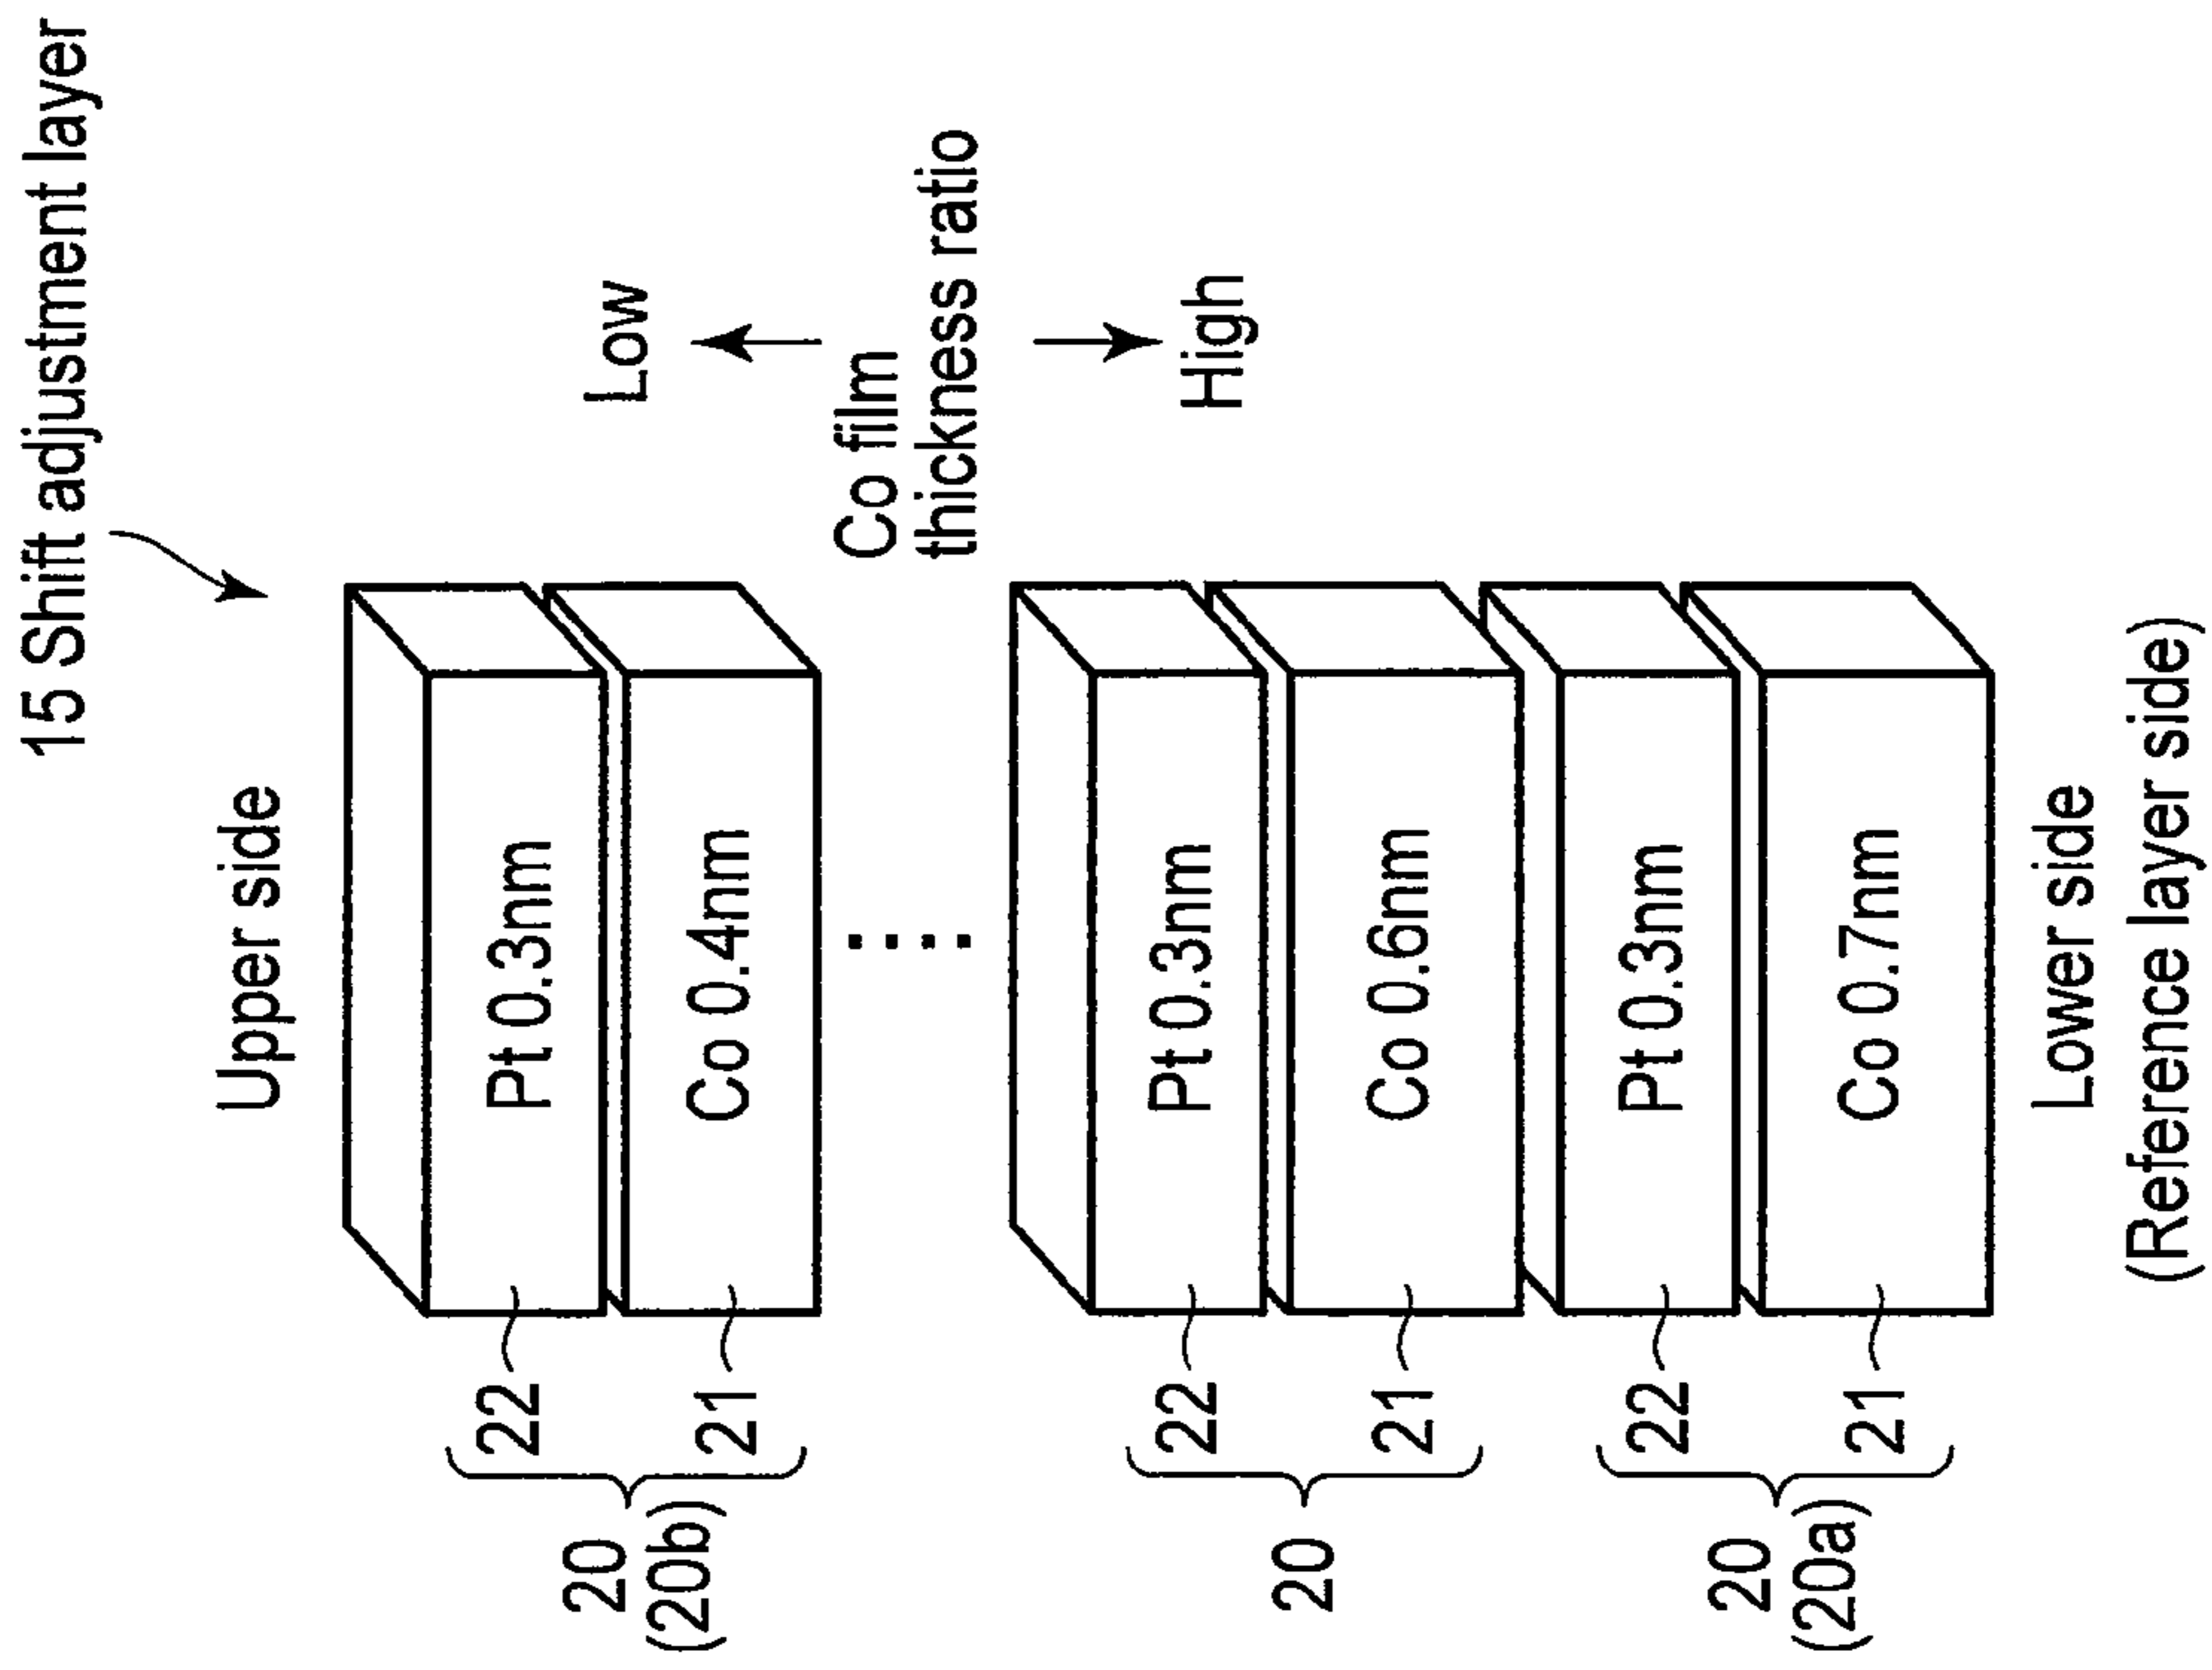 15 Shift adjustment layer
Upper side
20
(20b)
22
Pt 0.3nm
21
Co 0.4nm
Low
Co film
thickness ratio
High
20
22
Pt 0.3nm
21
Co 0.6nm
20
(20a)
22
Pt 0.3nm
21
Co 0.7nm
Lower side
(Reference layer side)